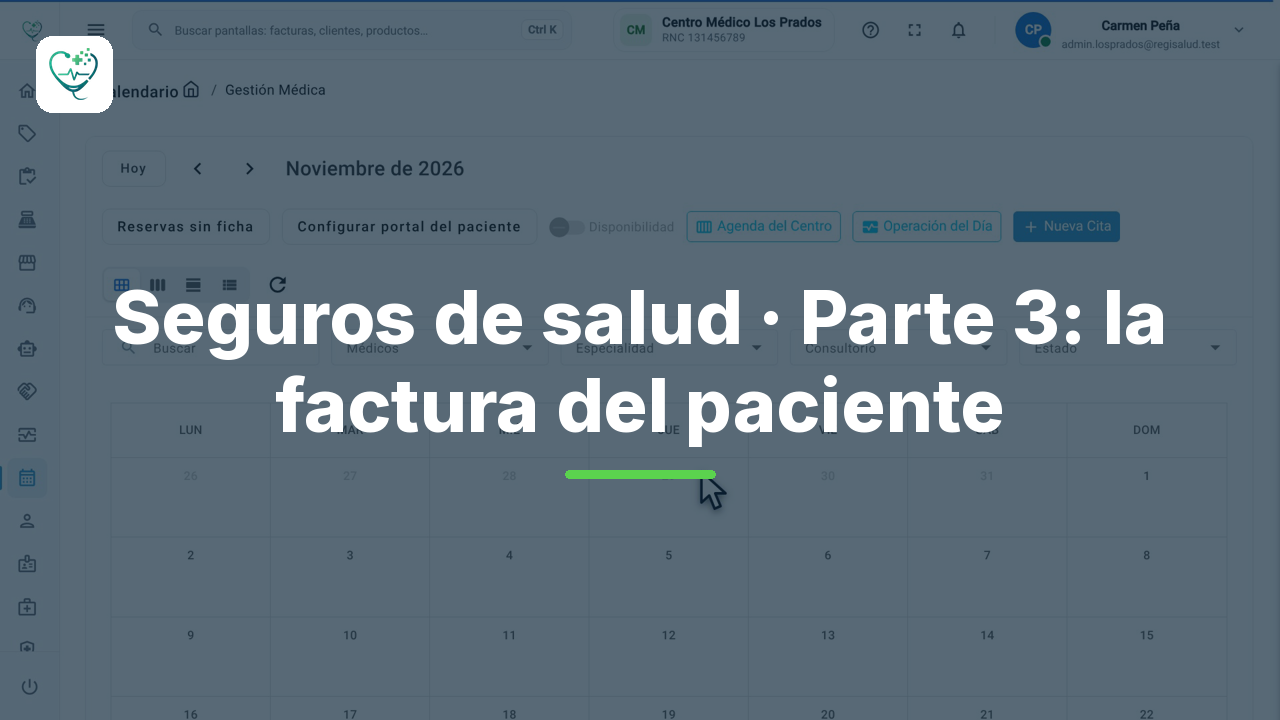 Buscar pantallas: facturas, clientes, productos...
Ctrl K
CM
Centro Médico Los Prados
RNC 131456789
CP
Carmen Peña
admin.losprados@regisalud.test
alendario / Gestión Médica
Hoy
Noviembre de 2026
Reservas sin ficha
Configurar portal del paciente
Disponibilidad
Agenda del Centro
Operación del Día
+ Nueva Cita
Seguros de salud · Parte 3: la
factura del paciente
Buscar
Médicos
Especialidad
Consultorio
Estado
LUN
DOM
26 27 28 30 31 1
2 3 4 5 6 7 8
9 10 11 12 13 14 15
16 17 18 19 20 21 22